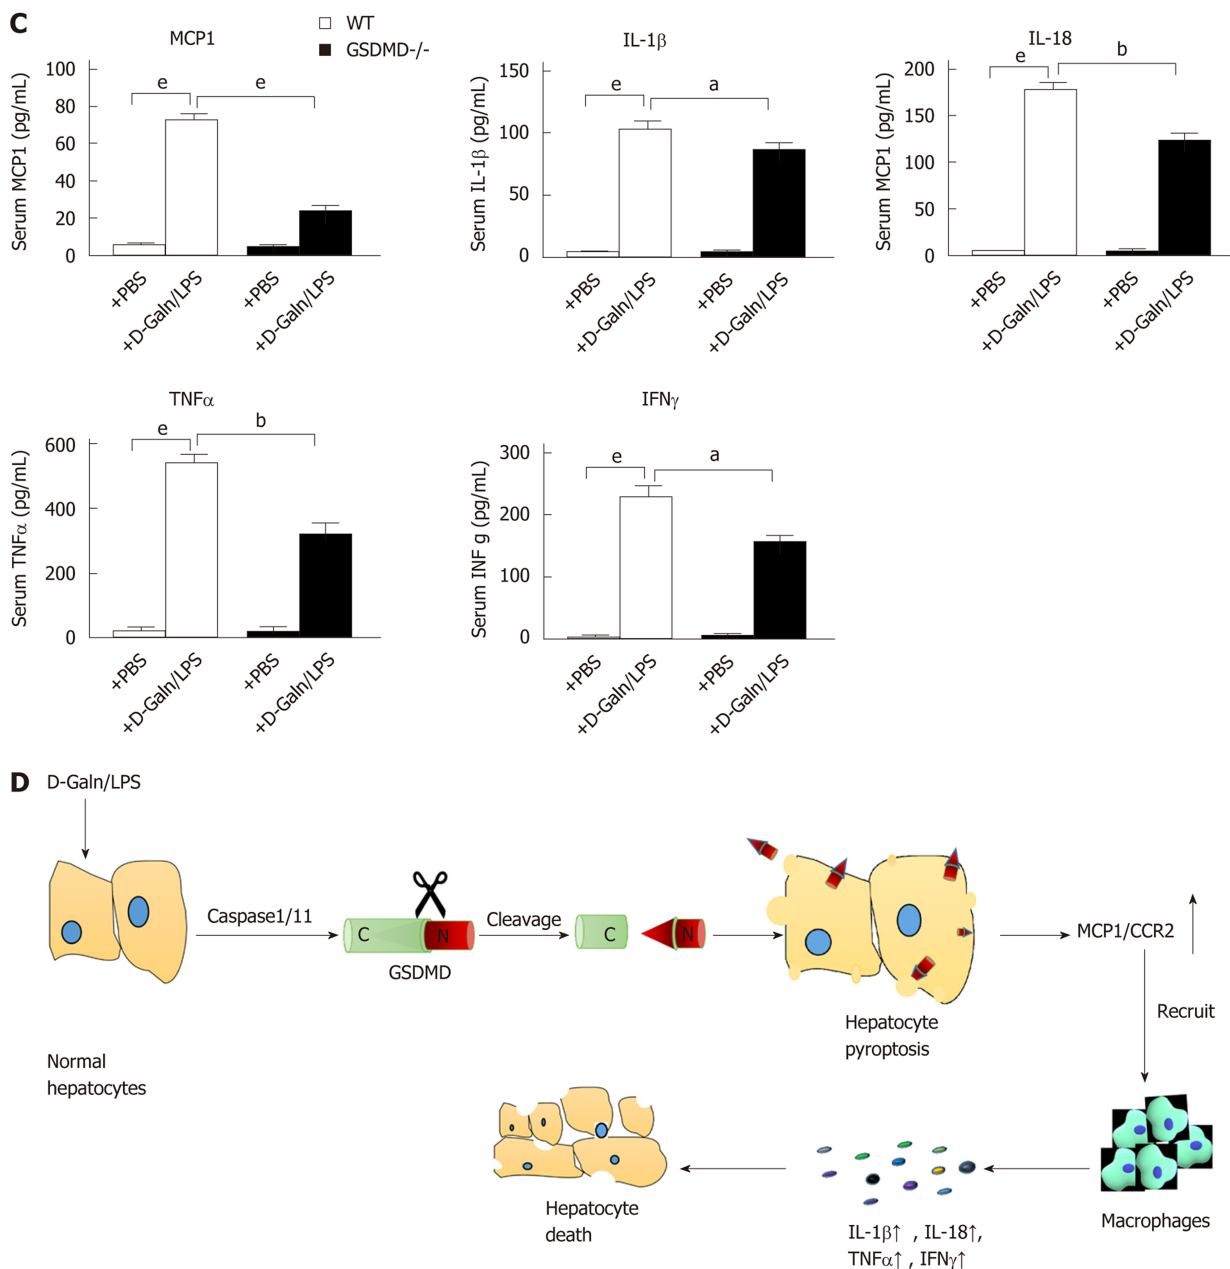 C
WT
GSDMD-/-
MCP1
e
e
Serum MCP1 (pg/mL)
100
80
60
40
20
0
+PBS
+D-Galn/LPS
+PBS
+D-Galn/LPS
IL-1β
e
a
Serum IL-1β (pg/mL)
150
100
50
0
+PBS
+D-Galn/LPS
+PBS
+D-Galn/LPS
IL-18
e
b
Serum MCP1 (pg/mL)
200
150
100
50
0
+PBS
+D-Galn/LPS
+PBS
+D-Galn/LPS
TNFα
e
b
Serum TNFα (pg/mL)
600
400
200
0
+PBS
+D-Galn/LPS
+PBS
+D-Galn/LPS
IFNγ
e
a
Serum INF g (pg/mL)
300
200
100
0
+PBS
+D-Galn/LPS
+PBS
+D-Galn/LPS
D
D-Galn/LPS
Normal
hepatocytes
Caspase1/11
C
N
GSDMD
Cleavage
C
N
Hepatocyte
pyroptosis
MCP1/CCR2
Recruit
Macrophages
IL-1β↑ , IL-18↑,
TNFα↑ , IFNγ↑
Hepatocyte
death